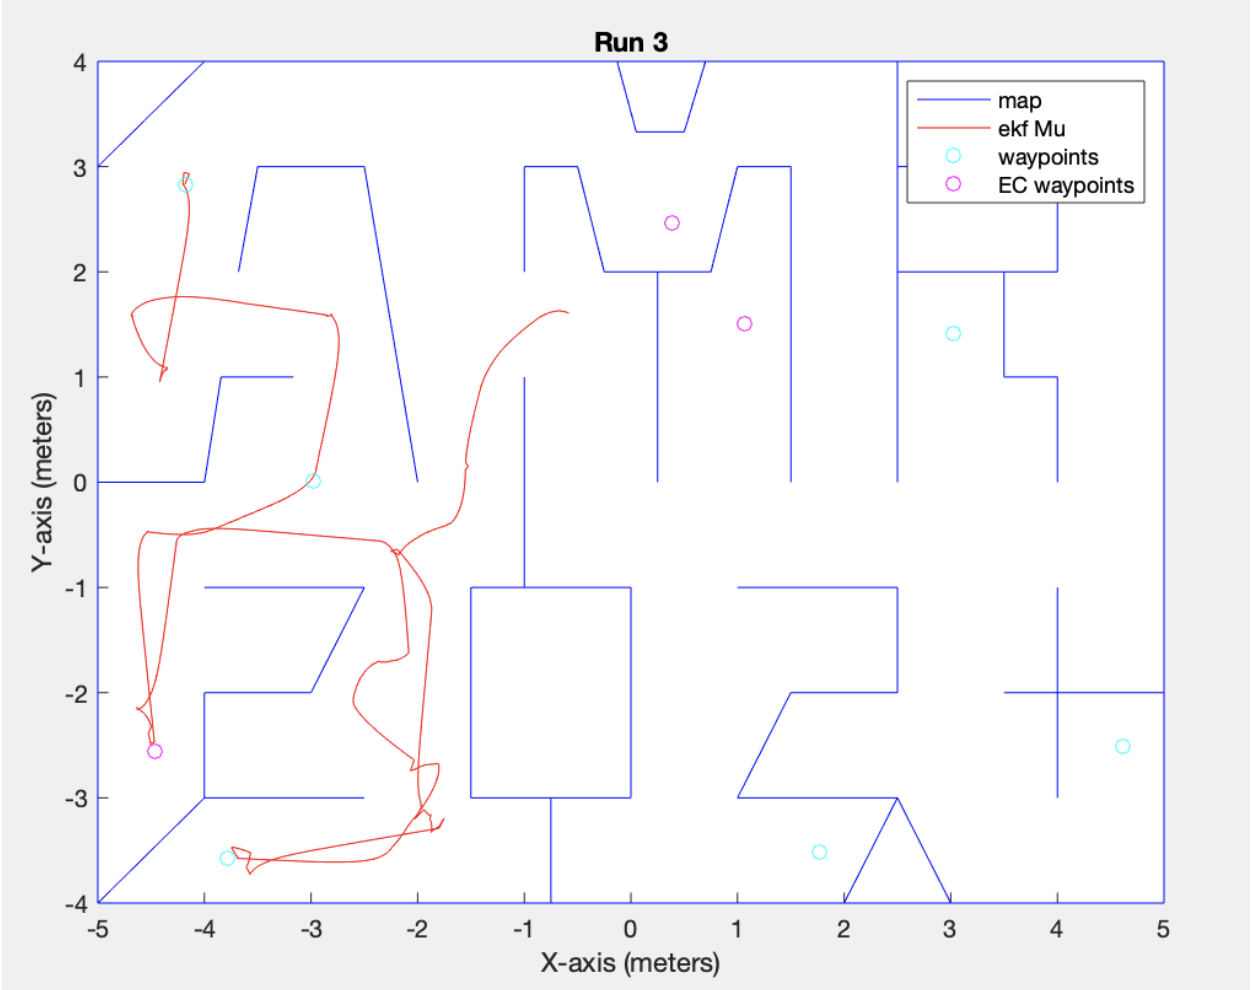 Run 3
map
ekf Mu
waypoints
EC waypoints
Y-axis (meters)
4
3
2
1
0
-1
-2
-3
-4
-5 -4 -3 -2 -1 0 1 2 3 4 5
X-axis (meters)